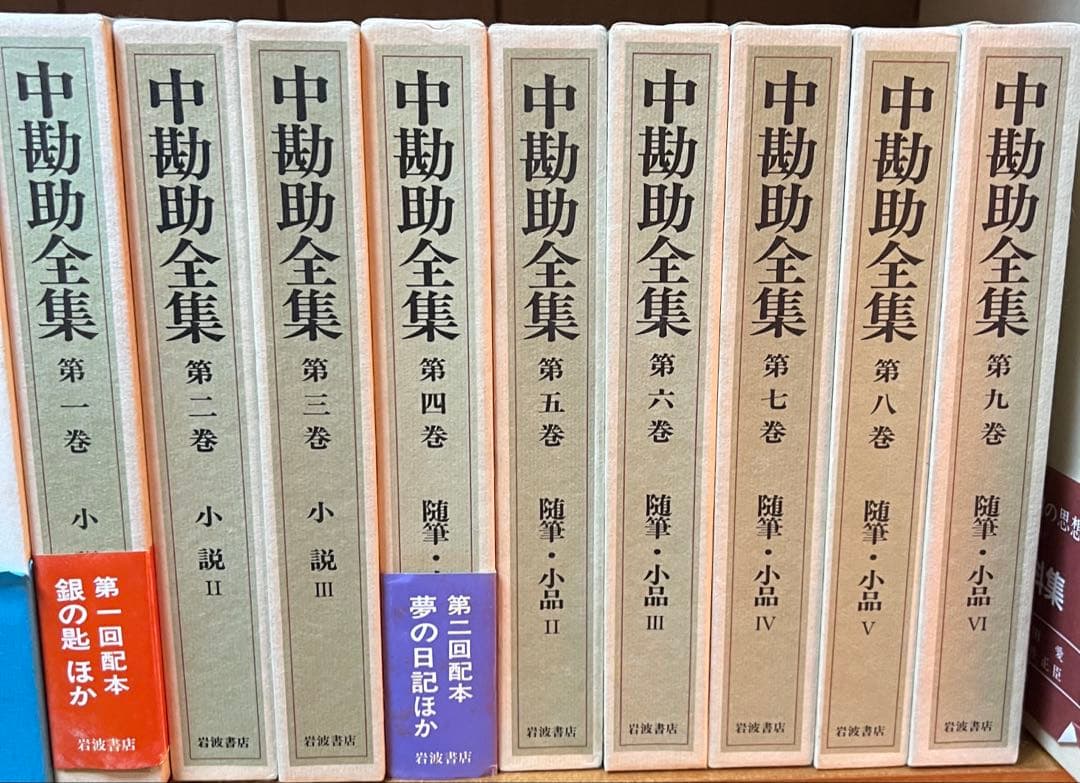 中勘助全集
第一巻
小
第一回配本
銀の匙 ほか
岩波書店
中勘助全集
第二巻
小説 II
岩波書店
中勘助全集
第三巻
小説 III
岩波書店
中勘助全集
第四巻
随筆・
第二回配本
夢の日記ほか
岩波書店
中勘助全集
第五巻
随筆・小品 II
岩波書店
中勘助全集
第六巻
随筆・小品 III
岩波書店
中勘助全集
第七巻
随筆・小品 IV
岩波書店
中勘助全集
第八巻
随筆・小品 V
岩波書店
中勘助全集
第九巻
随筆・小品 VI
岩波書店
の思想
集
愛
正臣